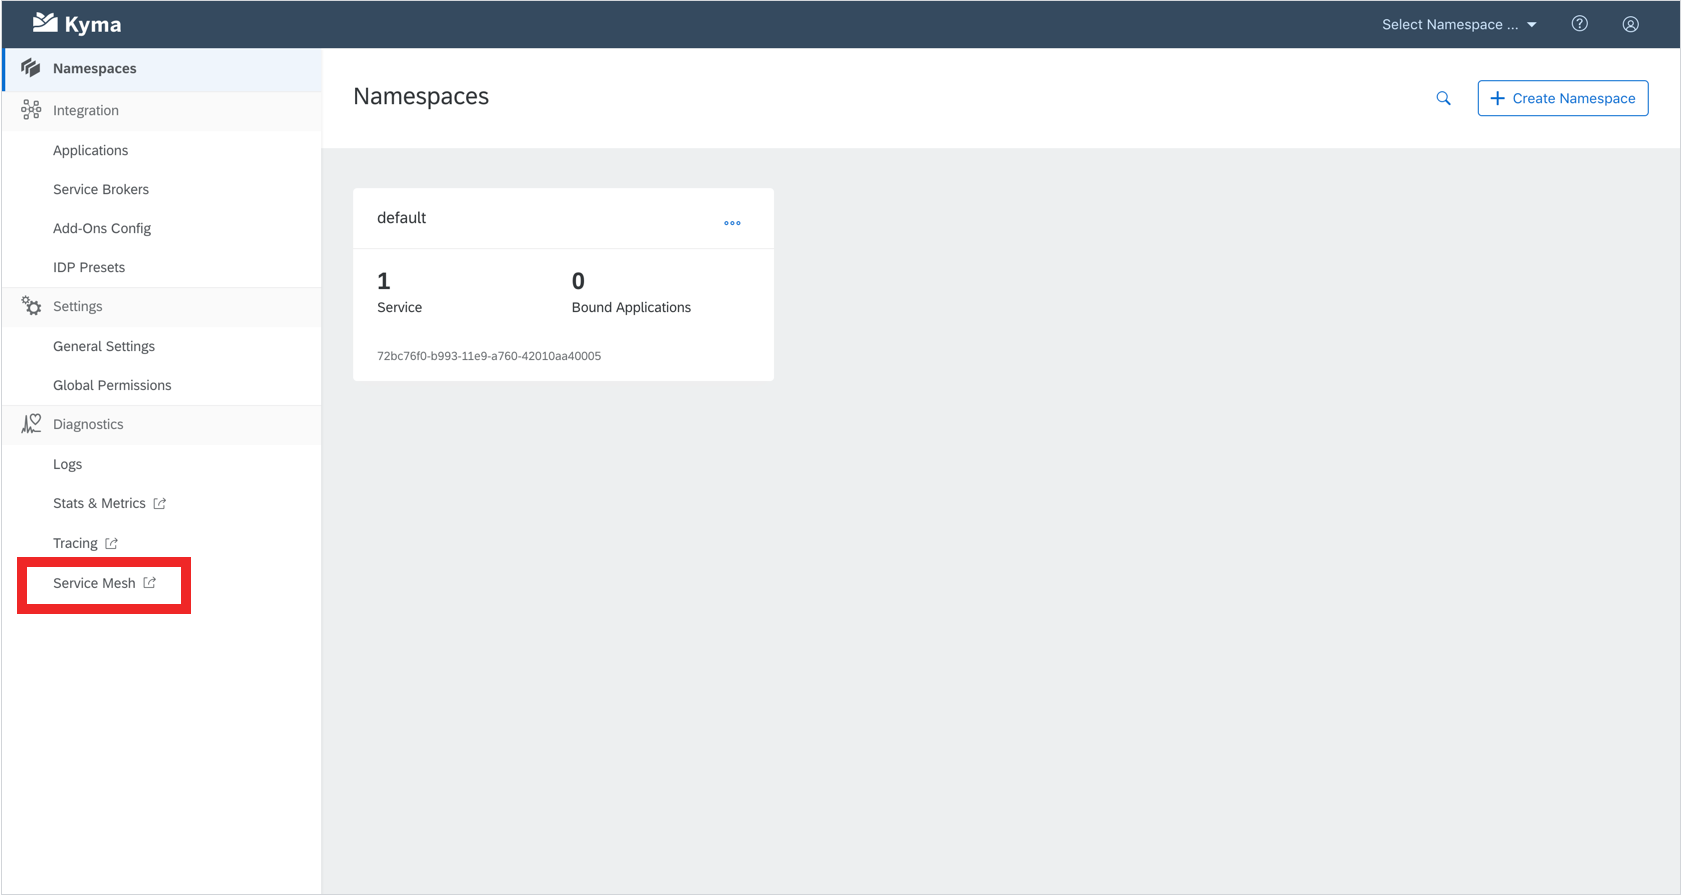 Kyma
Select Namespace ...
Namespaces
Integration
Applications
Service Brokers
Add-Ons Config
IDP Presets
Settings
General Settings
Global Permissions
Diagnostics
Logs
Stats & Metrics
Tracing
Service Mesh
Namespaces
Create Namespace
default
1
Service
0
Bound Applications
72bc76f0-b993-11e9-a760-42010aa40005